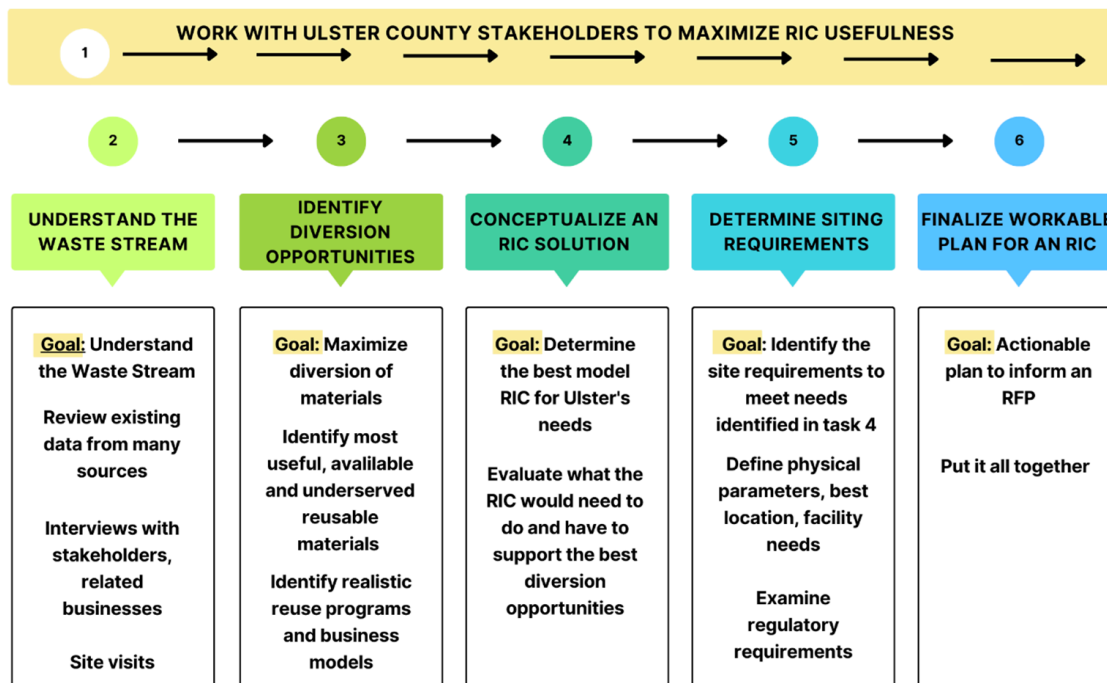 WORK WITH ULSTER COUNTY STAKEHOLDERS TO MAXIMIZE RIC USEFULNESS
1
2
3
4
5
6
UNDERSTAND THE
WASTE STREAM
IDENTIFY
DIVERSION
OPPORTUNITIES
CONCEPTUALIZE AN
RIC SOLUTION
DETERMINE SITING
REQUIREMENTS
FINALIZE WORKABLE
PLAN FOR AN RIC
Goal: Understand
the Waste Stream
Review existing
data from many
sources
Interviews with
stakeholders,
related
businesses
Site visits
Goal: Maximize
diversion of
materials
Identify most
useful, avalilable
and underserved
reusable
materials
Identify realistic
reuse programs
and business
models
Goal: Determine
the best model
RIC for Ulster's
needs
Evaluate what the
RIC would need to
do and have to
support the best
diversion
opportunities
Goal: Identify the
site requirements to
meet needs
identified in task 4
Define physical
parameters, best
location, facility
needs
Examine
regulatory
requirements
Goal: Actionable
plan to inform an
RFP
Put it all together